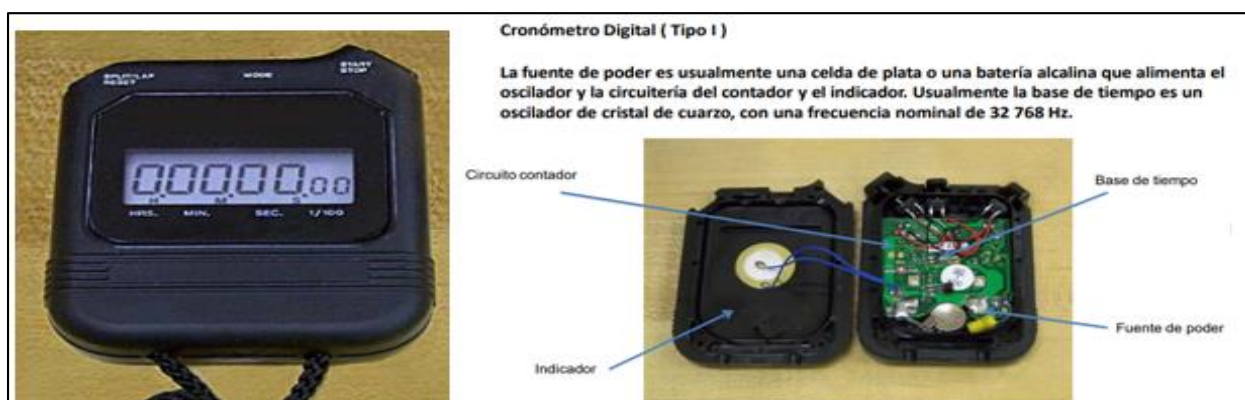 Cronómetro Digital ( Tipo I )
La fuente de poder es usualmente una celda de plata o una batería alcalina que alimenta el
oscilador y la circuitería del contador y el indicador. Usualmente la base de tiempo es un
oscilador de cristal de cuarzo, con una frecuencia nominal de 32 768 Hz.
SPLIT/LAP
RESET
MODE
START
STOP
0.00.00.00
H M S
HRS. MIN. SEC. 1/100
Circuito contador
Base de tiempo
Indicador
Fuente de poder